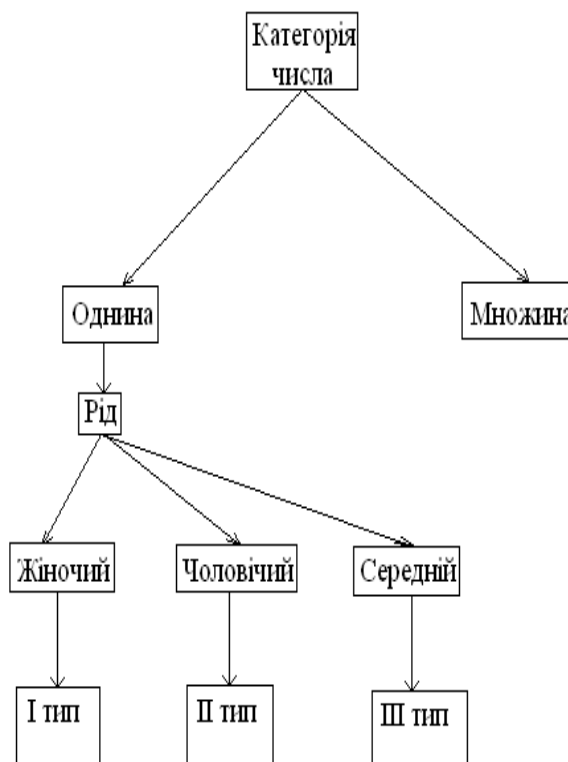 Категорія
числа
Однина
Множина
Рід
Жіночий
Чоловічий
Середній
I тип
II тип
III тип